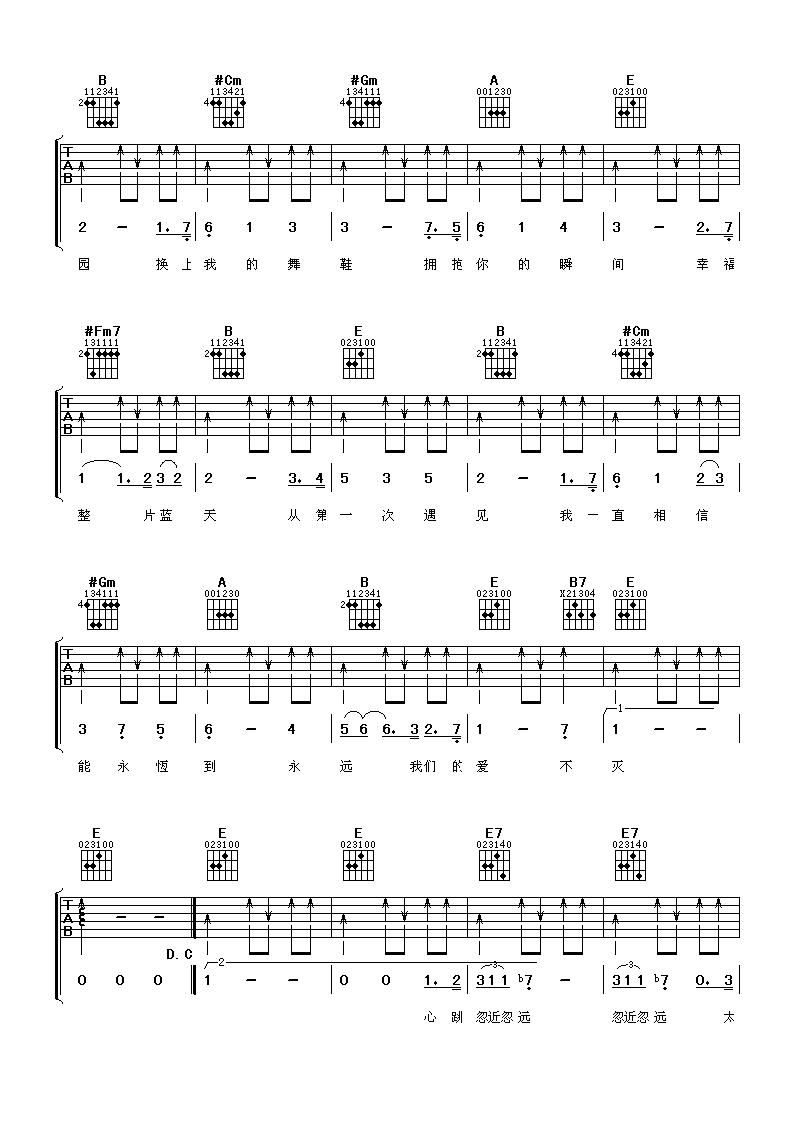 B #Cm #Gm A E
112341 113421 134111 001230 023100
2 4 4
T A B
2 - 1. 7 6 1 3 3 - 7. 5 6 1 4 3 - 2. 7
园 换 上 我 的 舞 鞋 拥 抱 你 的 瞬 间 幸 福
#Fm7 B E B #Cm
131111 112341 023100 112341 113421
2 2 2 4
T A B
1 1. 2 3 2 2 - 3. 4 5 3 5 2 - 1. 7 6 1 2 3
整 片 蓝 天 从 第 一 次 遇 见 我 一 直 相 信
#Gm A B E B7 E
134111 001230 112341 023100 X21304 023100
4 2
T A B
1
3 7 5 6 - 4 5 6 6. 3 2. 7 1 - 7 1 - -
能 永 恆 到 永 远 我 们 的 爱 不 灭
E E E E7 E7
023100 023100 023100 023140 023140
T A B - -
D.C 2 3 3
0 0 0 1 - - 0 0 1. 2 3 1 1 b7 - 3 1 1 b7 0. 3
心 跳 忽 近 忽 远 忽 近 忽 远 太